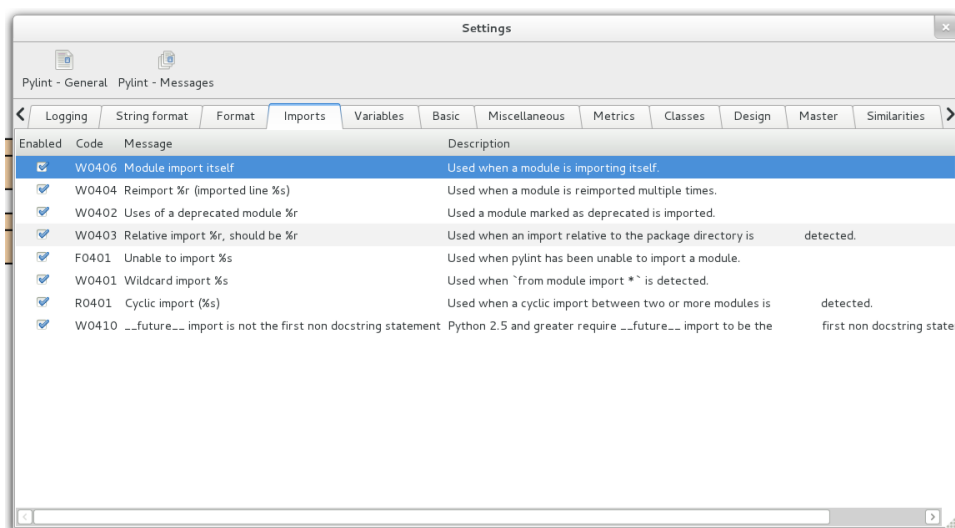 Settings
Pylint - General Pylint - Messages
Logging String format Format Imports Variables Basic Miscellaneous Metrics Classes Design Master Similarities
Enabled Code Message Description
W0406 Module import itself Used when a module is importing itself.
W0404 Reimport %r (imported line %s) Used when a module is reimported multiple times.
W0402 Uses of a deprecated module %r Used a module marked as deprecated is imported.
W0403 Relative import %r, should be %r Used when an import relative to the package directory is detected.
F0401 Unable to import %s Used when pylint has been unable to import a module.
W0401 Wildcard import %s Used when `from module import *` is detected.
R0401 Cyclic import (%s) Used when a cyclic import between two or more modules is detected.
W0410 __future__ import is not the first non docstring statement Python 2.5 and greater require __future__ import to be the first non docstring state